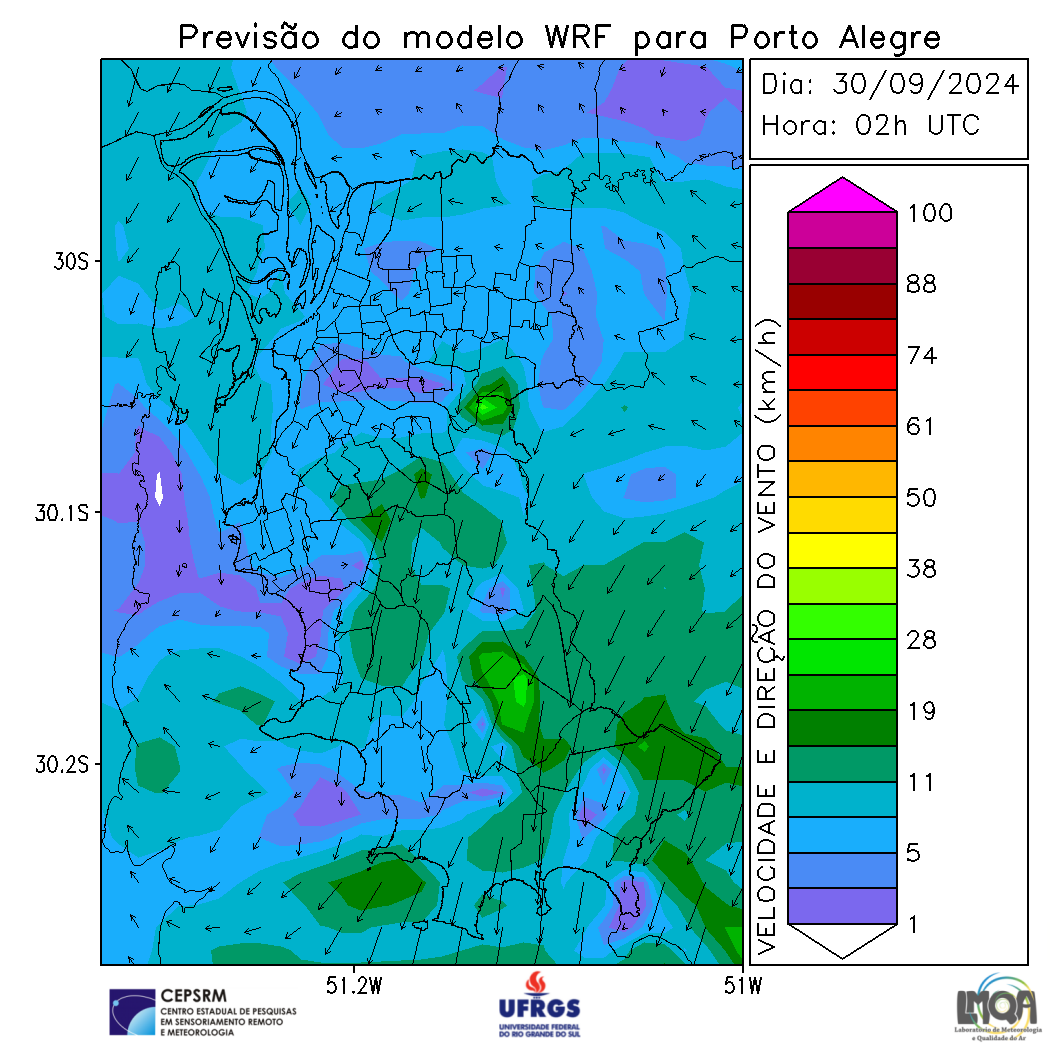 Previsão do modelo WRF para Porto Alegre
Dia: 30/09/2024
Hora: 02h UTC
30S
30.1S
30.2S
51.2W
51W
VELOCIDADE E DIREÇÃO DO VENTO (km/h)
100
88
74
61
50
38
28
19
11
5
1
CEPSRM
CENTRO ESTADUAL DE PESQUISAS
EM SENSORIAMENTO REMOTO
E METEOROLOGIA
UFRGS
UNIVERSIDADE FEDERAL
DO RIO GRANDE DO SUL
LMQA
Laboratório de Meteorologia
e Qualidade do Ar